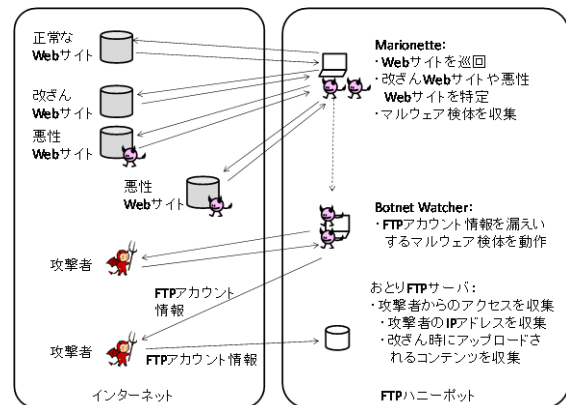 正常な
Webサイト
改ざん
Webサイト
悪性
Webサイト
悪性
Webサイト
攻撃者
FTPアカウント
情報
攻撃者
FTPアカウント情報
インターネット
Marionette:
・Webサイトを巡回
・改ざんWebサイトや悪性
Webサイトを特定
・マルウェア検体を収集
Botnet Watcher:
・FTPアカウント情報を漏えい
するマルウェア検体を動作
おとりFTPサーバ:
・攻撃者からのアクセスを収集
・攻撃者のIPアドレスを収集
・改ざん時にアップロードさ
れるコンテンツを収集
FTPハニーポット